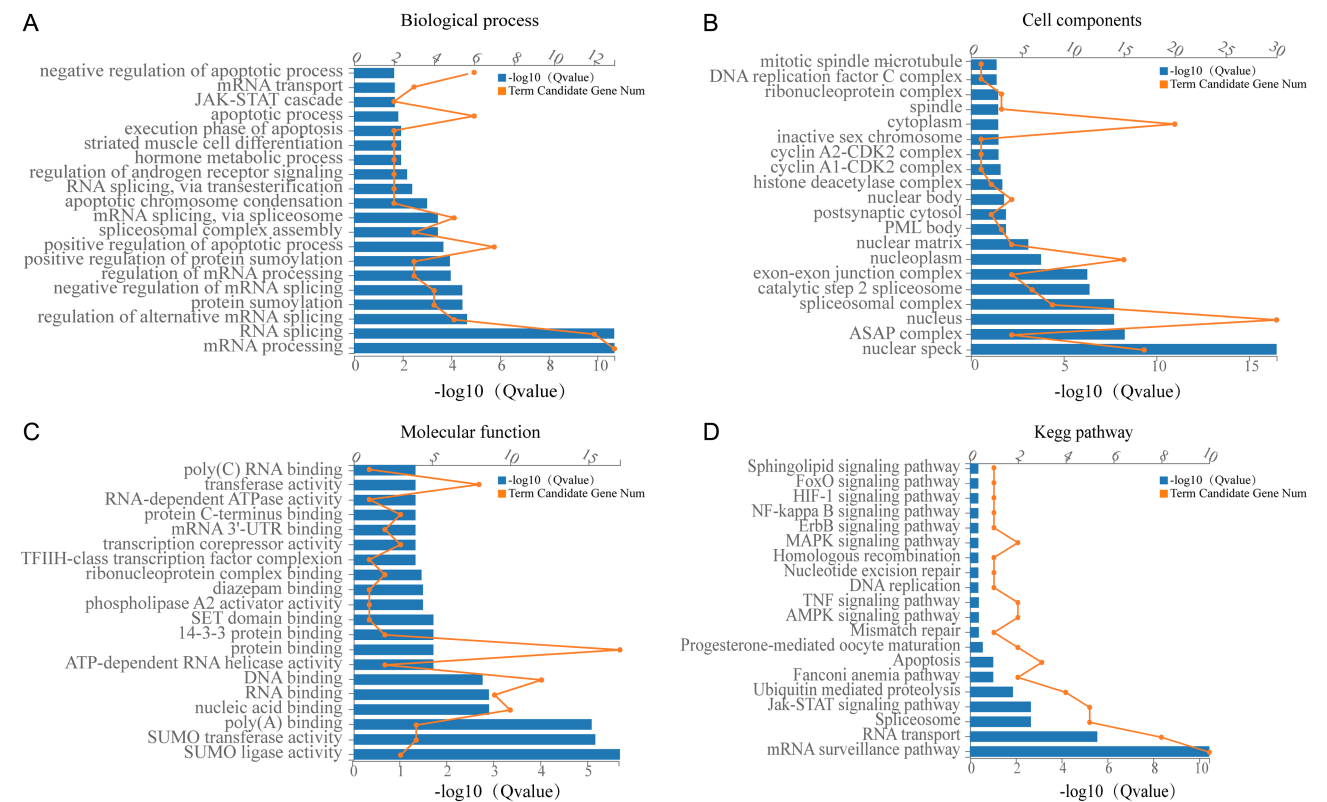 A
Biological process
0 2 4 6 8 10 12
-log10（Qvalue）
Term Candidate Gene Num
negative regulation of apoptotic process
mRNA transport
JAK-STAT cascade
apoptotic process
execution phase of apoptosis
striated muscle cell differentiation
hormone metabolic process
regulation of androgen receptor signaling
RNA splicing, via transesterification
apoptotic chromosome condensation
mRNA splicing, via spliceosome
spliceosomal complex assembly
positive regulation of apoptotic process
positive regulation of protein sumoylation
regulation of mRNA processing
negative regulation of mRNA splicing
protein sumoylation
regulation of alternative mRNA splicing
RNA splicing
mRNA processing
0 2 4 6 8 10
-log10（Qvalue）
B
Cell components
0 5 10 15 20 25 30
-log10（Qvalue）
Term Candidate Gene Num
mitotic spindle microtubule
DNA replication factor C complex
ribonucleoprotein complex
spindle
cytoplasm
inactive sex chromosome
cyclin A2-CDK2 complex
cyclin A1-CDK2 complex
histone deacetylase complex
nuclear body
postsynaptic cytosol
PML body
nuclear matrix
nucleoplasm
exon-exon junction complex
catalytic step 2 spliceosome
spliceosomal complex
nucleus
ASAP complex
nuclear speck
0 5 10 15
-log10（Qvalue）
C
Molecular function
0 5 10 15
-log10（Qvalue）
Term Candidate Gene Num
poly(C) RNA binding
transferase activity
RNA-dependent ATPase activity
protein C-terminus binding
mRNA 3'-UTR binding
transcription corepressor activity
TFIIH-class transcription factor complexion
ribonucleoprotein complex binding
diazepam binding
phospholipase A2 activator activity
SET domain binding
14-3-3 protein binding
protein binding
ATP-dependent RNA helicase activity
DNA binding
RNA binding
nucleic acid binding
poly(A) binding
SUMO transferase activity
SUMO ligase activity
0 1 2 3 4 5
-log10（Qvalue）
D
Kegg pathway
0 2 4 6 8 10
-log10（Qvalue）
Term Candidate Gene Num
Sphingolipid signaling pathway
FoxO signaling pathway
HIF-1 signaling pathway
NF-kappa B signaling pathway
ErbB signaling pathway
MAPK signaling pathway
Homologous recombination
Nucleotide excision repair
DNA replication
TNF signaling pathway
AMPK signaling pathway
Mismatch repair
Progesterone-mediated oocyte maturation
Apoptosis
Fanconi anemia pathway
Ubiquitin mediated proteolysis
Jak-STAT signaling pathway
Spliceosome
RNA transport
mRNA surveillance pathway
0 2 4 6 8 10
-log10（Qvalue）